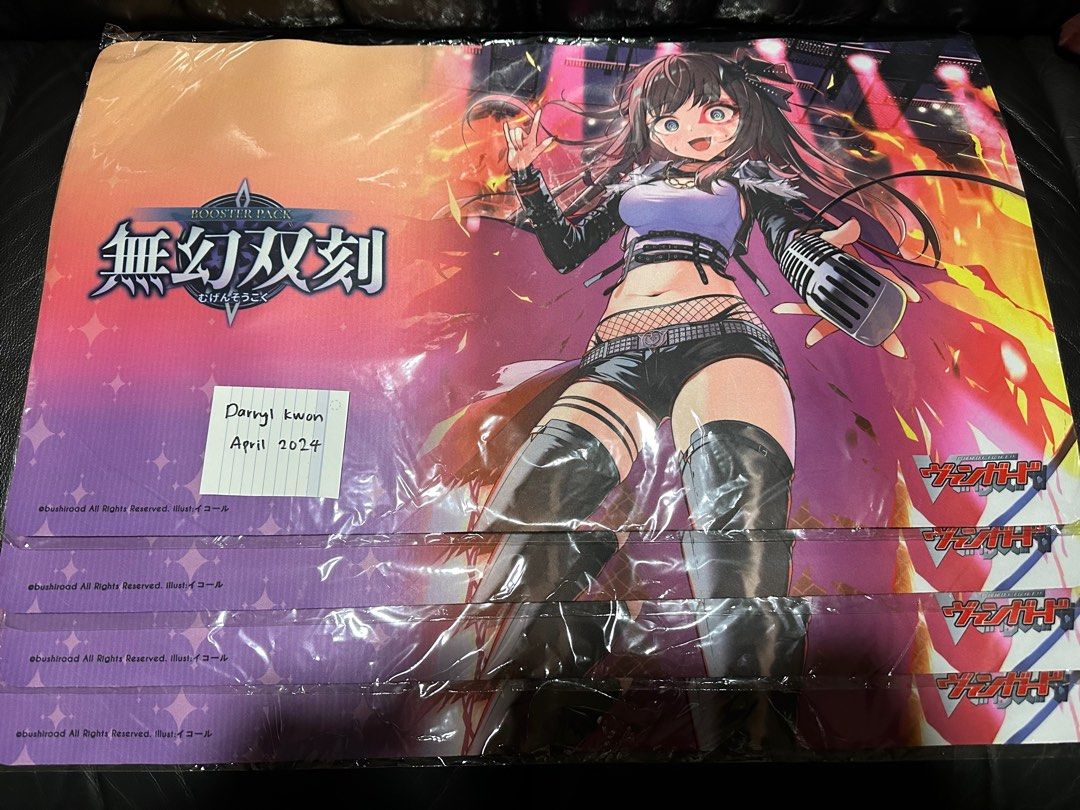 BOOSTER PACK
無幻双刻
むげんそうこく
Darryl Kwon
April 2024
©bushiroad All Rights Reserved. Illust:イコール
ヴァンガード
ヴァンガード
©bushiroad All Rights Reserved. Illust:イコール
ヴァンガード
©bushiroad All Rights Reserved. Illust:イコール
ヴァンガード
©bushiroad All Rights Reserved. Illust:イコール